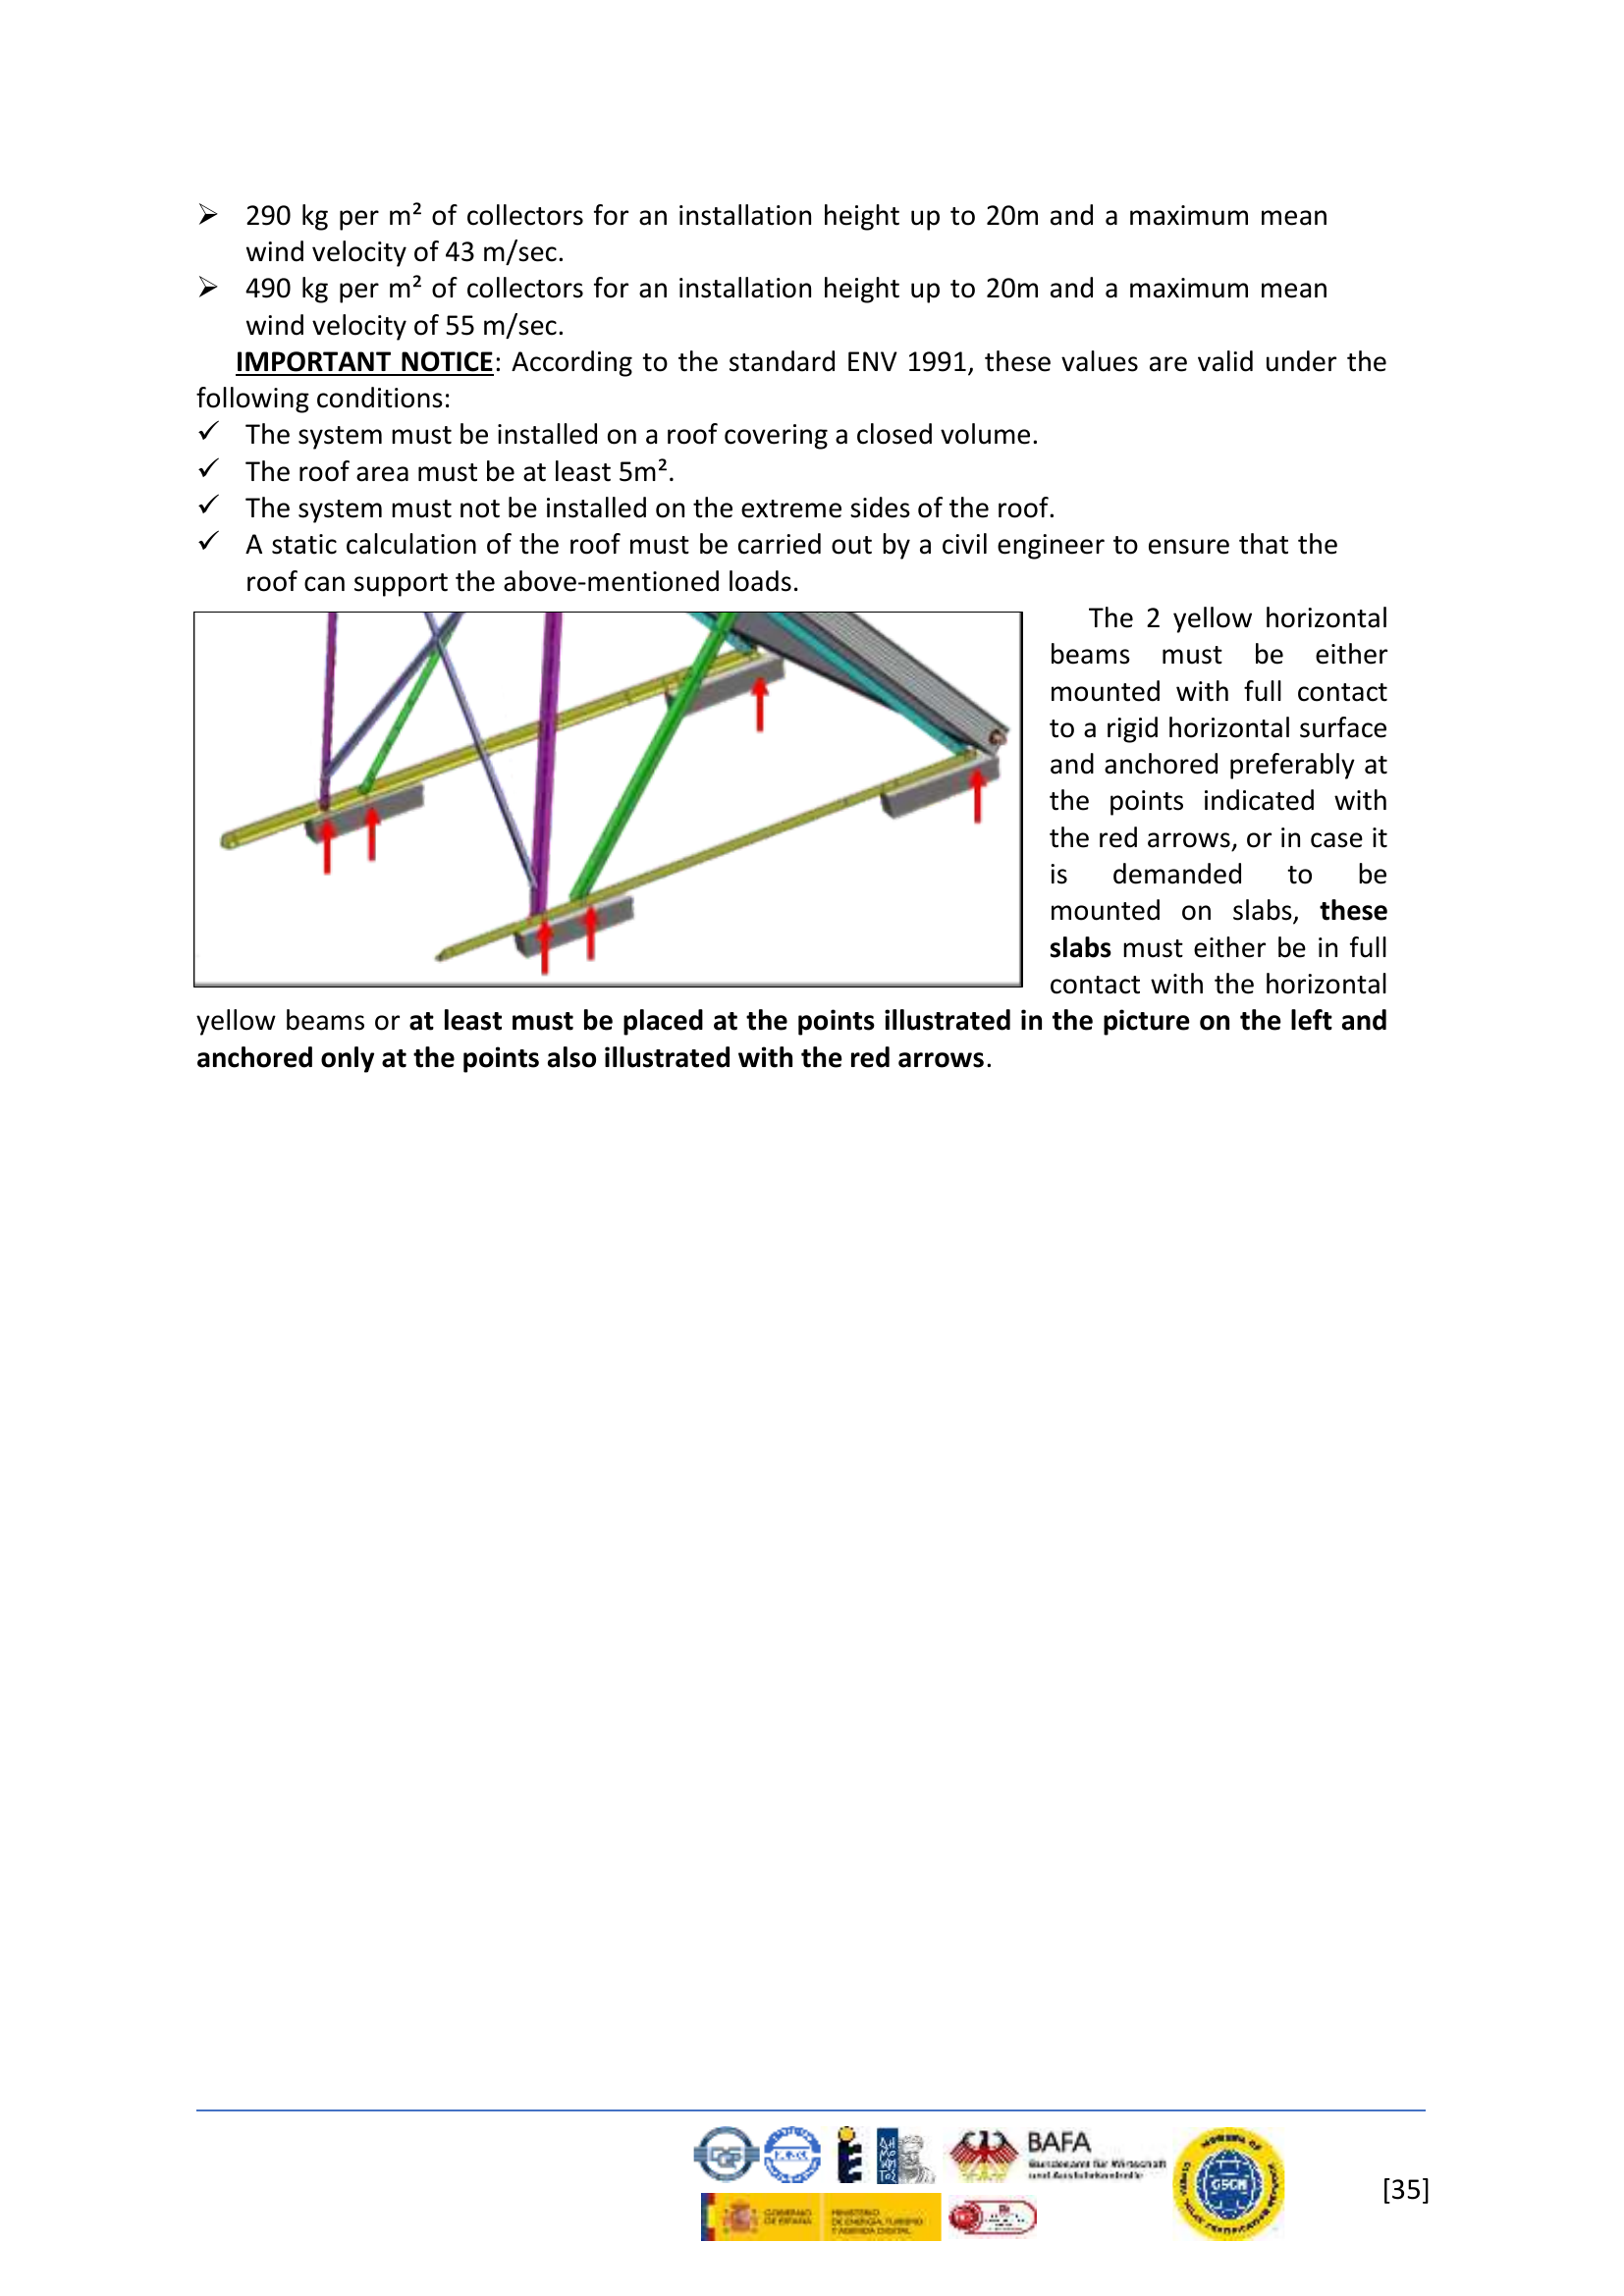 ➢ 290 kg per m² of collectors for an installation height up to 20m and a maximum mean
wind velocity of 43 m/sec.
➢ 490 kg per m² of collectors for an installation height up to 20m and a maximum mean
wind velocity of 55 m/sec.
IMPORTANT NOTICE: According to the standard ENV 1991, these values are valid under the
following conditions:
✓ The system must be installed on a roof covering a closed volume.
✓ The roof area must be at least 5m².
✓ The system must not be installed on the extreme sides of the roof.
✓ A static calculation of the roof must be carried out by a civil engineer to ensure that the
roof can support the above-mentioned loads.
The 2 yellow horizontal
beams must be either
mounted with full contact
to a rigid horizontal surface
and anchored preferably at
the points indicated with
the red arrows, or in case it
is demanded to be
mounted on slabs, these
slabs must either be in full
contact with the horizontal
yellow beams or at least must be placed at the points illustrated in the picture on the left and
anchored only at the points also illustrated with the red arrows.
DQS
BAFA
Bundesamt für Wirtschaft
und Ausfuhrkontrolle
GOBIERNO
DE ESPAÑA
MINISTERIO
DE ENERGÍA, TURISMO
Y AGENDA DIGITAL
GSCN
[35]